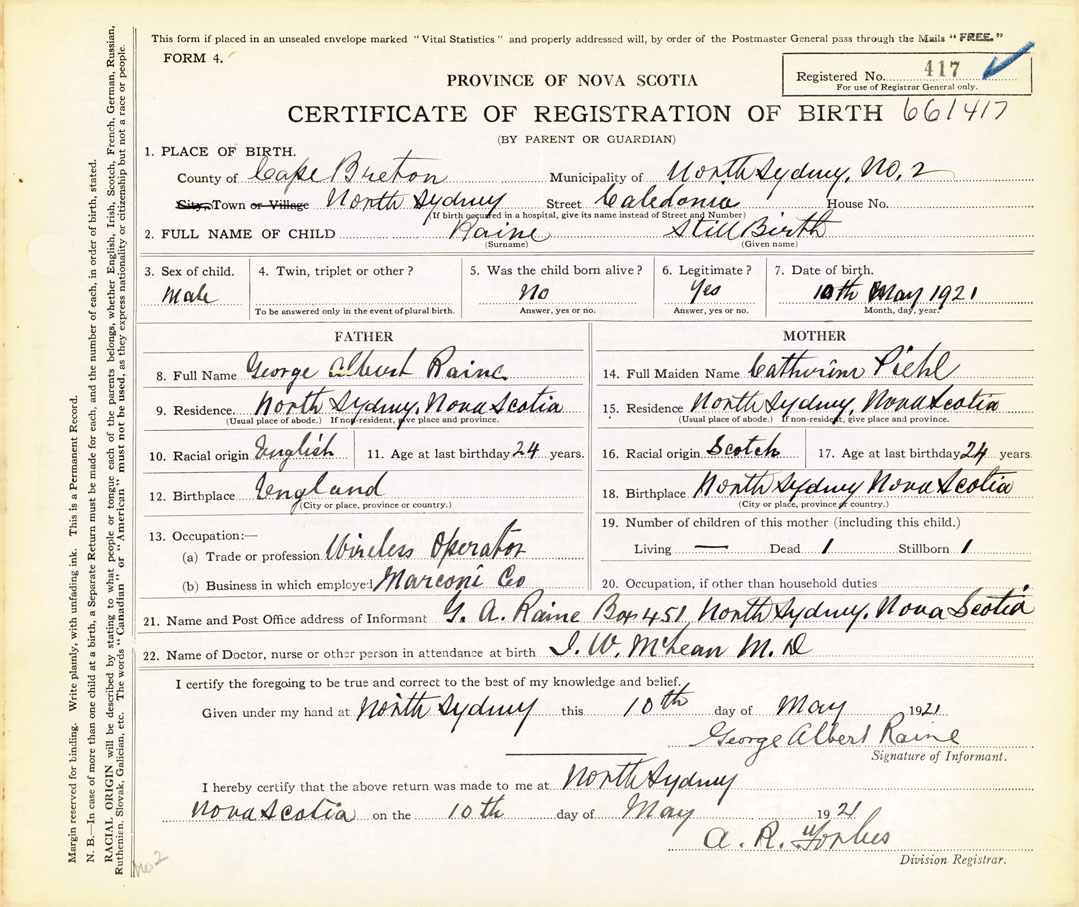 This form if placed in an unsealed envelope marked "Vital Statistics" and properly addressed will, by order of the Postmaster General pass through the Mails "FREE."
FORM 4.
Registered No. 417
For use of Registrar General only.
PROVINCE OF NOVA SCOTIA
CERTIFICATE OF REGISTRATION OF BIRTH 661417
(BY PARENT OR GUARDIAN)
1. PLACE OF BIRTH.
County of Cape Breton Municipality of North Sydney, No, 2
City, Town or Village North Sydney Street Caledonia House No.
(If birth occured in a hospital, give its name instead of Street and Number)
2. FULL NAME OF CHILD Raine Still Birth
(Surname) (Given name)
3. Sex of child. 4. Twin, triplet or other? 5. Was the child born alive? 6. Legitimate? 7. Date of birth.
Male No Yes 10th May 1921
To be answered only in the event of plural birth. Answer, yes or no. Answer, yes or no. Month, day, year.
FATHER MOTHER
8. Full Name George Albert Raine 14. Full Maiden Name Catherine Piehl
9. Residence. North Sydney, Nova Scotia 15. Residence North Sydney, Nova Scotia
(Usual place of abode.) If non-resident, give place and province. (Usual place of abode.) If non-resident, give place and province.
10. Racial origin English 11. Age at last birthday 24 years. 16. Racial origin Scotch 17. Age at last birthday 24 years.
12. Birthplace England 18. Birthplace North Sydney Nova Scotia
(City or place, province or country.) (City or place, province or country.)
13. Occupation:— 19. Number of children of this mother (including this child.)
(a) Trade or profession Wireless Operator Living — Dead 1 Stillborn 1
(b) Business in which employed Marconi Co 20. Occupation, if other than household duties
21. Name and Post Office address of Informant G. A. Raine Box 451, North Sydney, Nova Scotia
22. Name of Doctor, nurse or other person in attendance at birth J. W. McLean M. D
I certify the foregoing to be true and correct to the best of my knowledge and belief.
Given under my hand at North Sydney this 10th day of May 1921
George Albert Raine
Signature of Informant.
I hereby certify that the above return was made to me at North Sydney
Nova Scotia on the 10th day of May 1921
A. R. Forbes
Division Registrar.
Margin reserved for binding. Write plainly, with unfading ink. This is a Permanent Record.
N. B.—In case of more than one child at a birth, a Separate Return must be made for each, and the number of each, in order of birth, stated.
RACIAL ORIGIN will be described by stating to what people or tongue each of the parents belongs, whether English, Irish, Scotch, French, German, Russian,
Ruthenian, Slovak, Galician, etc. The words "Canadian" or "American" must not be used, as they express nationality or citizenship but not a race or people.
No 2